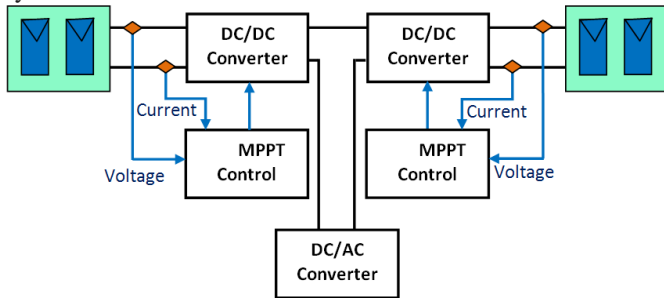 DC/DC
Converter
DC/DC
Converter
Current
Current
MPPT
Control
MPPT
Control
Voltage
Voltage
DC/AC
Converter